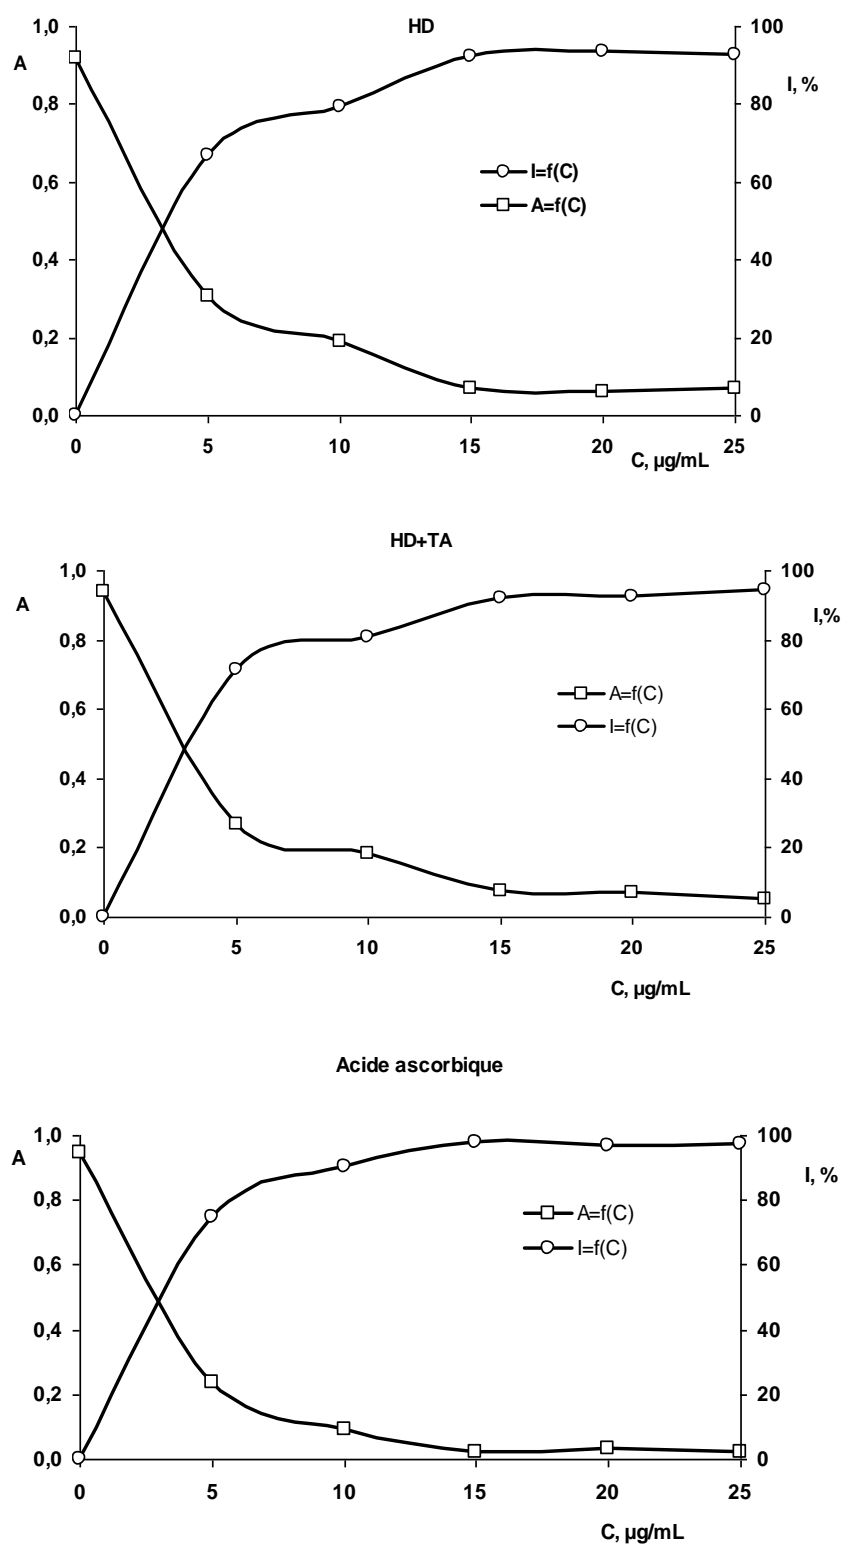 HD
1,0
0,8
0,6
0,4
0,2
0,0
A
100
80
60
40
20
0
I, %
I=f(C)
A=f(C)
0 5 10 15 20 25
C, µg/mL
HD+TA
1,0
0,8
0,6
0,4
0,2
0,0
A
100
80
60
40
20
0
I,%
A=f(C)
I=f(C)
0 5 10 15 20 25
C, µg/mL
Acide ascorbique
1,0
0,8
0,6
0,4
0,2
0,0
A
100
80
60
40
20
0
I, %
A=f(C)
I=f(C)
0 5 10 15 20 25
C, µg/mL